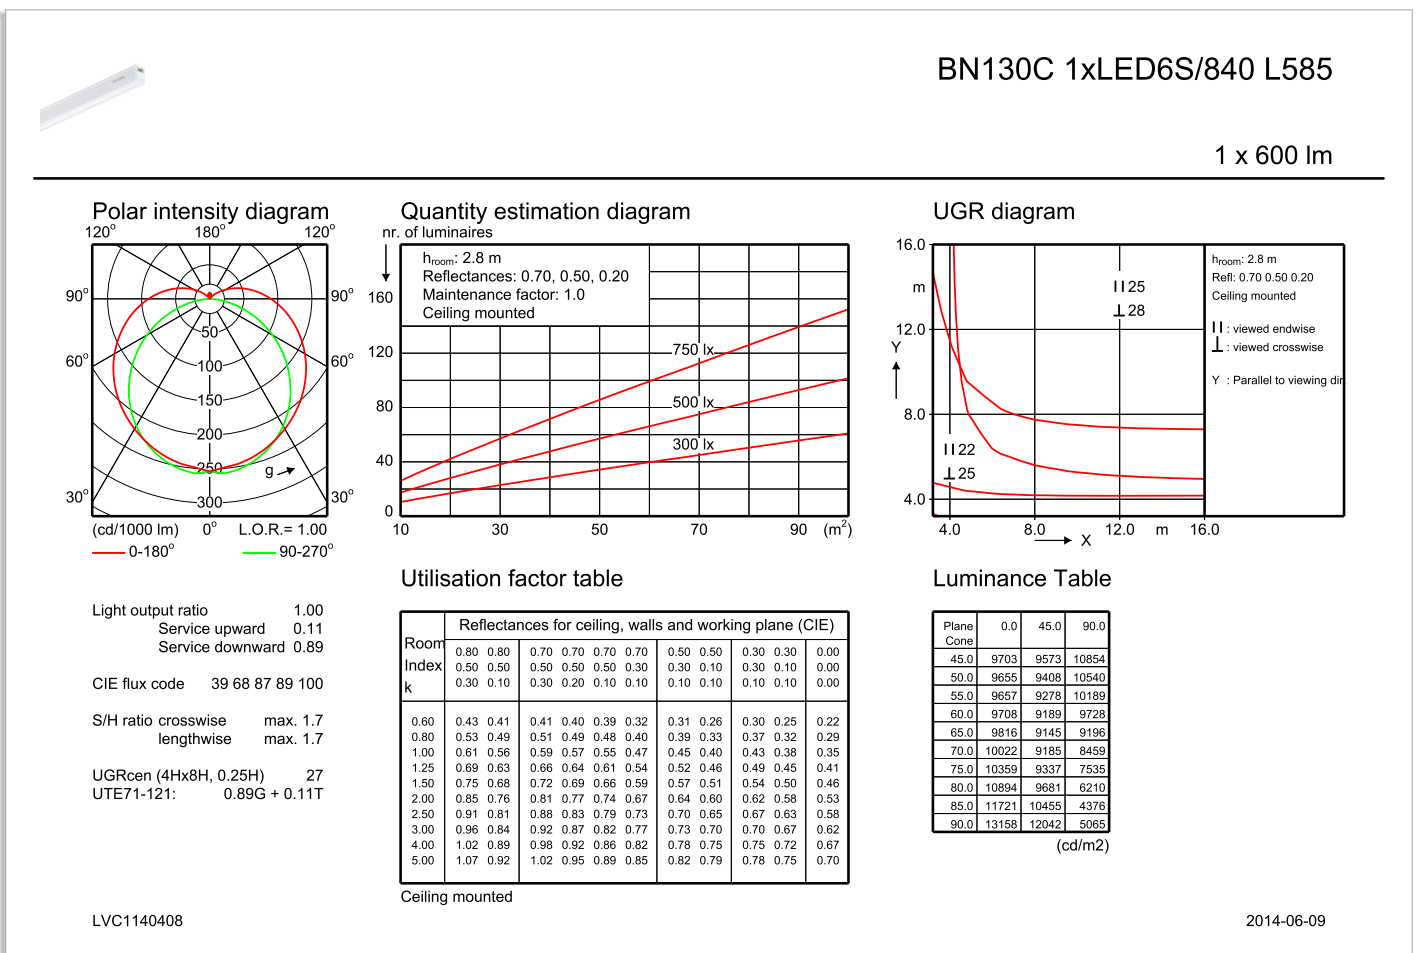 BN130C 1xLED6S/840 L585
1 x 600 lm
Polar intensity diagram
120° 180° 120°
90° 90°
50
60° 60°
100
150
200
250
g
300
30° 30°
(cd/1000 lm) 0° L.O.R.= 1.00
0-180° 90-270°
Quantity estimation diagram
nr. of luminaires
hroom: 2.8 m
Reflectances: 0.70, 0.50, 0.20
Maintenance factor: 1.0
Ceiling mounted
160
120
80
40
0
750 lx
500 lx
300 lx
10 30 50 70 90 (m²)
UGR diagram
16.0
m
12.0
Y
8.0
4.0
II 25
⊥ 28
II 22
⊥ 25
4.0 8.0 12.0 m 16.0
X
hroom: 2.8 m
Refl: 0.70 0.50 0.20
Ceiling mounted
II : viewed endwise
⊥ : viewed crosswise
Y : Parallel to viewing dir.
Light output ratio 1.00
Service upward 0.11
Service downward 0.89
CIE flux code 39 68 87 89 100
S/H ratio crosswise max. 1.7
lengthwise max. 1.7
UGRcen (4Hx8H, 0.25H) 27
UTE71-121: 0.89G + 0.11T
Utilisation factor table
Room
Index
k
Reflectances for ceiling, walls and working plane (CIE)
0.80 0.80 0.70 0.70 0.70 0.70 0.50 0.50 0.30 0.30 0.00
0.50 0.50 0.50 0.50 0.50 0.30 0.30 0.10 0.30 0.10 0.00
0.30 0.10 0.30 0.20 0.10 0.10 0.10 0.10 0.10 0.10 0.00
0.60 0.43 0.41 0.41 0.40 0.39 0.32 0.31 0.26 0.30 0.25 0.22
0.80 0.53 0.49 0.51 0.49 0.48 0.40 0.39 0.33 0.37 0.32 0.29
1.00 0.61 0.56 0.59 0.57 0.55 0.47 0.45 0.40 0.43 0.38 0.35
1.25 0.69 0.63 0.66 0.64 0.61 0.54 0.52 0.46 0.49 0.45 0.41
1.50 0.75 0.68 0.72 0.69 0.66 0.59 0.57 0.51 0.54 0.50 0.46
2.00 0.85 0.76 0.81 0.77 0.74 0.67 0.64 0.60 0.62 0.58 0.53
2.50 0.91 0.81 0.88 0.83 0.79 0.73 0.70 0.65 0.67 0.63 0.58
3.00 0.96 0.84 0.92 0.87 0.82 0.77 0.73 0.70 0.70 0.67 0.62
4.00 1.02 0.89 0.98 0.92 0.86 0.82 0.78 0.75 0.75 0.72 0.67
5.00 1.07 0.92 1.02 0.95 0.89 0.85 0.82 0.79 0.78 0.75 0.70
Ceiling mounted
Luminance Table
Plane 0.0 45.0 90.0
Cone
45.0 9703 9573 10854
50.0 9655 9408 10540
55.0 9657 9278 10189
60.0 9708 9189 9728
65.0 9816 9145 9196
70.0 10022 9185 8459
75.0 10359 9337 7535
80.0 10894 9681 6210
85.0 11721 10455 4376
90.0 13158 12042 5065
(cd/m2)
LVC1140408
2014-06-09